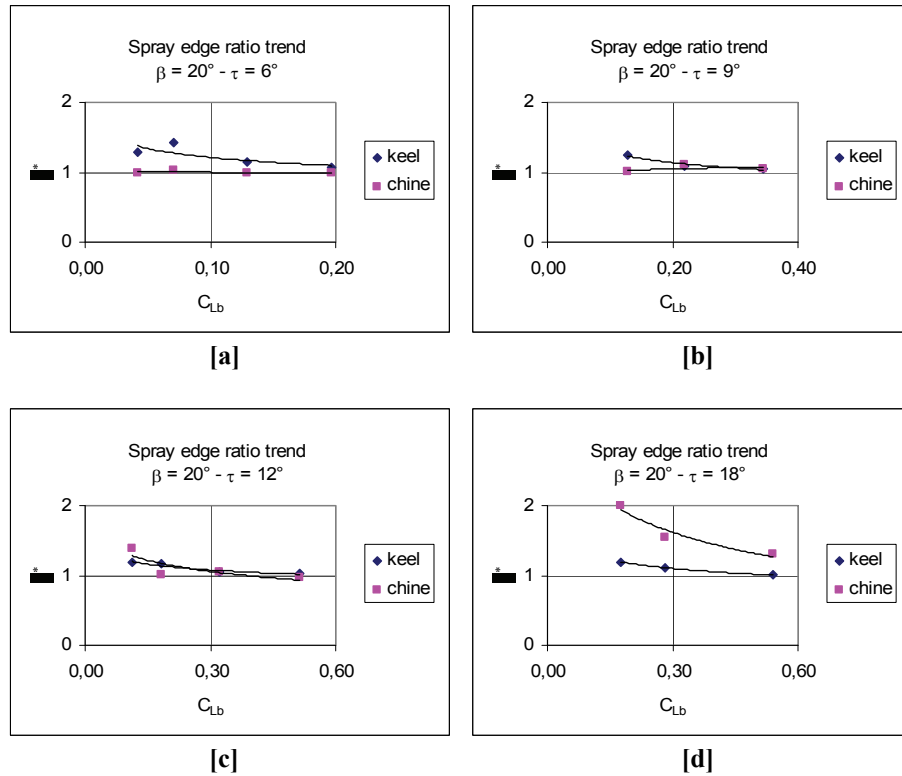 Spray edge ratio trend
β = 20° - τ = 6°
2
1
0
*
0,00
0,10
0,20
C_Lb
keel
chine
[a]
Spray edge ratio trend
β = 20° - τ = 9°
2
1
0
*
0,00
0,20
0,40
C_Lb
keel
chine
[b]
Spray edge ratio trend
β = 20° - τ = 12°
2
1
0
*
0,00
0,30
0,60
C_Lb
keel
chine
[c]
Spray edge ratio trend
β = 20° - τ = 18°
2
1
0
*
0,00
0,30
0,60
C_Lb
keel
chine
[d]